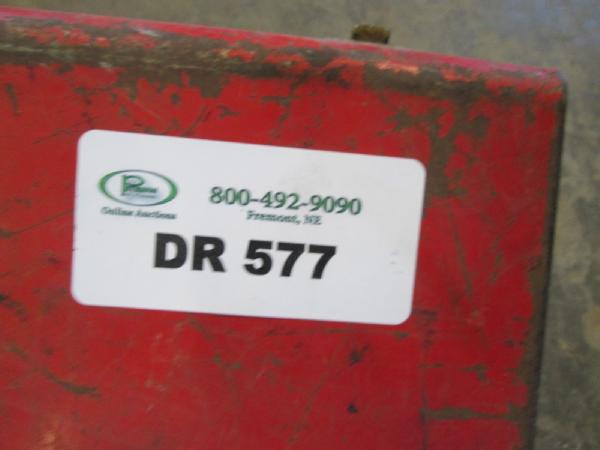 800-492-9090
Fremont, NE
Online Auctions
DR 577